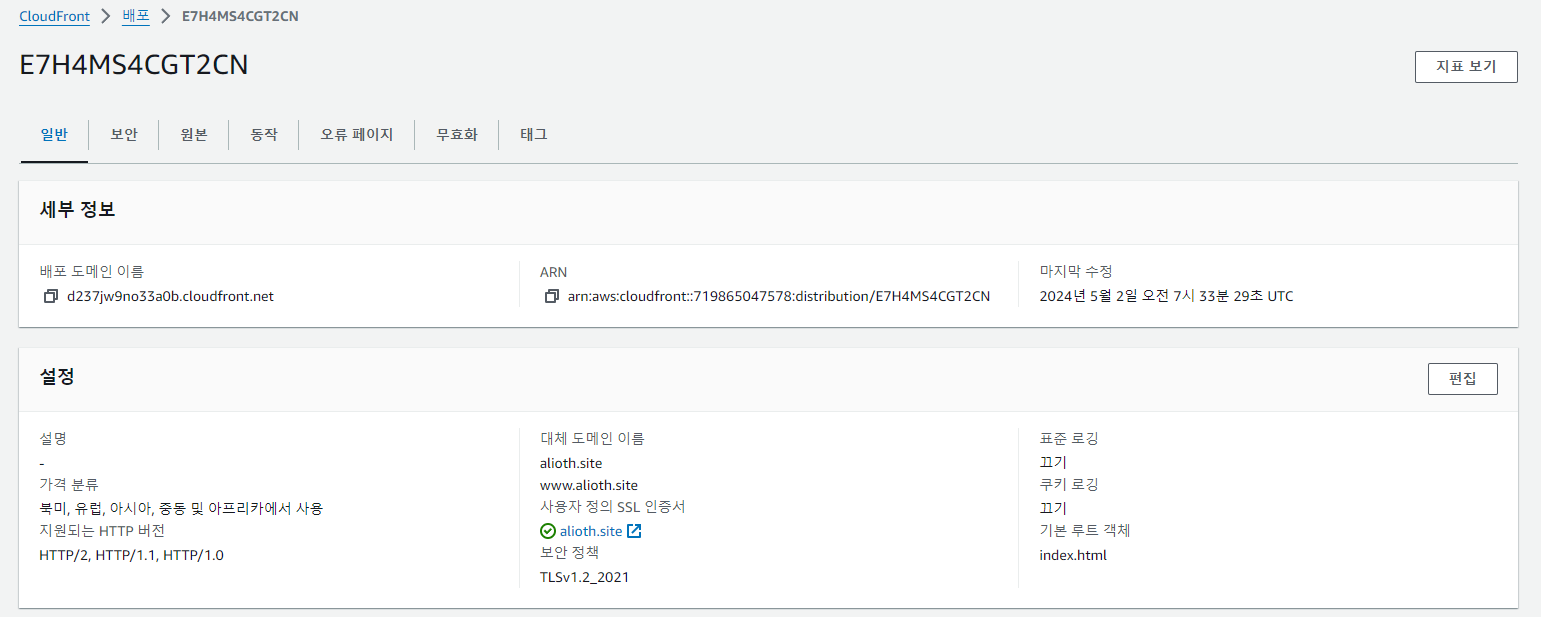 CloudFront > 배포 > E7H4MS4CGT2CN
E7H4MS4CGT2CN
지표 보기
일반 보안 원본 동작 오류 페이지 무효화 태그
세부 정보
배포 도메인 이름
d237jw9no33a0b.cloudfront.net
ARN
arn:aws:cloudfront::719865047578:distribution/E7H4MS4CGT2CN
마지막 수정
2024년 5월 2일 오전 7시 33분 29초 UTC
설정
편집
설명
-
가격 분류
북미, 유럽, 아시아, 중동 및 아프리카에서 사용
지원되는 HTTP 버전
HTTP/2, HTTP/1.1, HTTP/1.0
대체 도메인 이름
alioth.site
www.alioth.site
사용자 정의 SSL 인증서
alioth.site
보안 정책
TLSv1.2_2021
표준 로깅
끄기
쿠키 로깅
끄기
기본 루트 객체
index.html